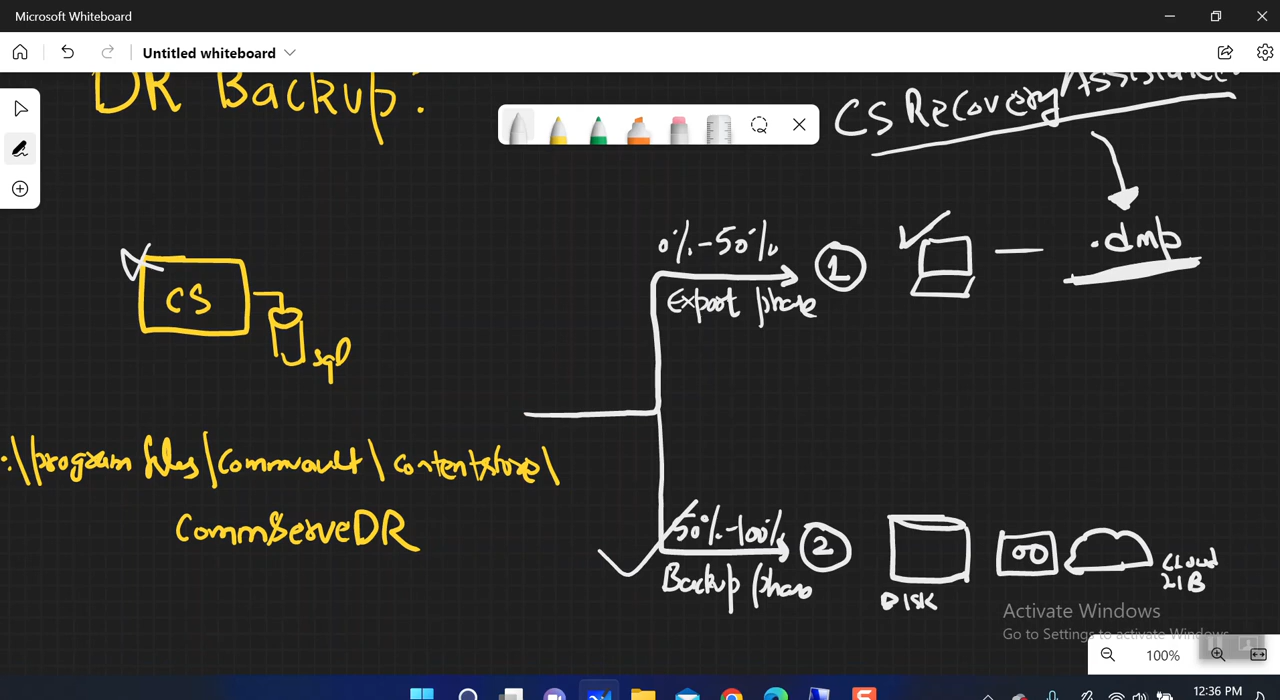 Microsoft Whiteboard
Untitled whiteboard
DR Backup:
CS Recovery Assistance
0%-50%
1
.dmp
Export phase
CS
sql
:\program files\Commvault\contentstore\
CommServeDR
50%-100%
2
Backup phase
DISK
CLOUD
LIB
Activate Windows
Go to Settings to activate Windows.
100%
12:36 PM